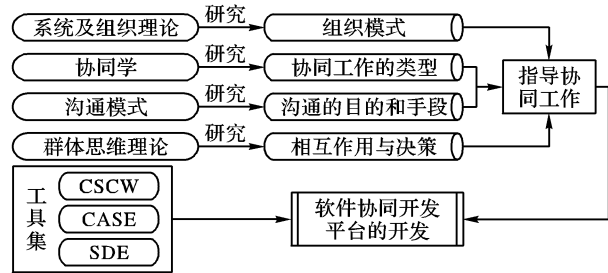 系统及组织理论 研究 组织模式
协同学 研究 协同工作的类型
沟通模式 研究 沟通的目的和手段
群体思维理论 研究 相互作用与决策
指导协
同工作
工具集
CSCW
CASE
SDE
软件协同开发
平台的开发